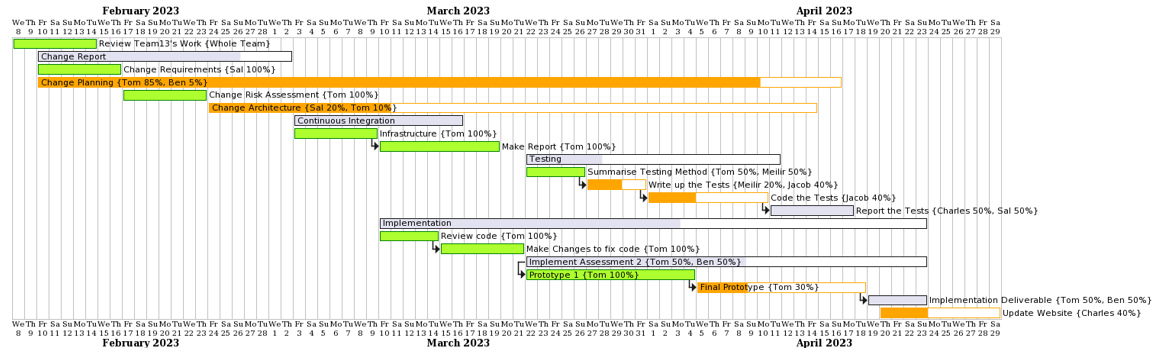 February 2023 March 2023 April 2023
We Th Fr Sa Su Mo Tu We Th Fr Sa Su Mo Tu We Th Fr Sa Su Mo Tu We Th Fr Sa Su Mo Tu We Th Fr Sa Su Mo Tu We Th Fr Sa Su Mo Tu We Th Fr Sa Su Mo Tu We Th Fr Sa Su Mo Tu We Th Fr Sa Su Mo Tu We Th Fr Sa Su Mo Tu We Th Fr Sa Su Mo Tu We Th Fr Sa
8 9 10 11 12 13 14 15 16 17 18 19 20 21 22 23 24 25 26 27 28 1 2 3 4 5 6 7 8 9 10 11 12 13 14 15 16 17 18 19 20 21 22 23 24 25 26 27 28 29 30 31 1 2 3 4 5 6 7 8 9 10 11 12 13 14 15 16 17 18 19 20 21 22 23 24 25 26 27 28 29
Review Team13's Work {Whole Team}
Change Report
Change Requirements {Sal 100%}
Change Planning {Tom 85%, Ben 5%}
Change Risk Assessment {Tom 100%}
Change Architecture {Sal 20%, Tom 10%}
Continuous Integration
Infrastructure {Tom 100%}
Make Report {Tom 100%}
Testing
Summarise Testing Method {Tom 50%, Meilir 50%}
Write up the Tests {Meilir 20%, Jacob 40%}
Code the Tests {Jacob 40%}
Report the Tests {Charles 50%, Sal 50%}
Implementation
Review code {Tom 100%}
Make Changes to fix code {Tom 100%}
Implement Assessment 2 {Tom 50%, Ben 50%}
Prototype 1 {Tom 100%}
Final Prototype {Tom 30%}
Implementation Deliverable {Tom 50%, Ben 50%}
Update Website {Charles 40%}
We Th Fr Sa Su Mo Tu We Th Fr Sa Su Mo Tu We Th Fr Sa Su Mo Tu We Th Fr Sa Su Mo Tu We Th Fr Sa Su Mo Tu We Th Fr Sa Su Mo Tu We Th Fr Sa Su Mo Tu We Th Fr Sa Su Mo Tu We Th Fr Sa Su Mo Tu We Th Fr Sa Su Mo Tu We Th Fr Sa Su Mo Tu We Th Fr Sa
8 9 10 11 12 13 14 15 16 17 18 19 20 21 22 23 24 25 26 27 28 1 2 3 4 5 6 7 8 9 10 11 12 13 14 15 16 17 18 19 20 21 22 23 24 25 26 27 28 29 30 31 1 2 3 4 5 6 7 8 9 10 11 12 13 14 15 16 17 18 19 20 21 22 23 24 25 26 27 28 29
February 2023 March 2023 April 2023